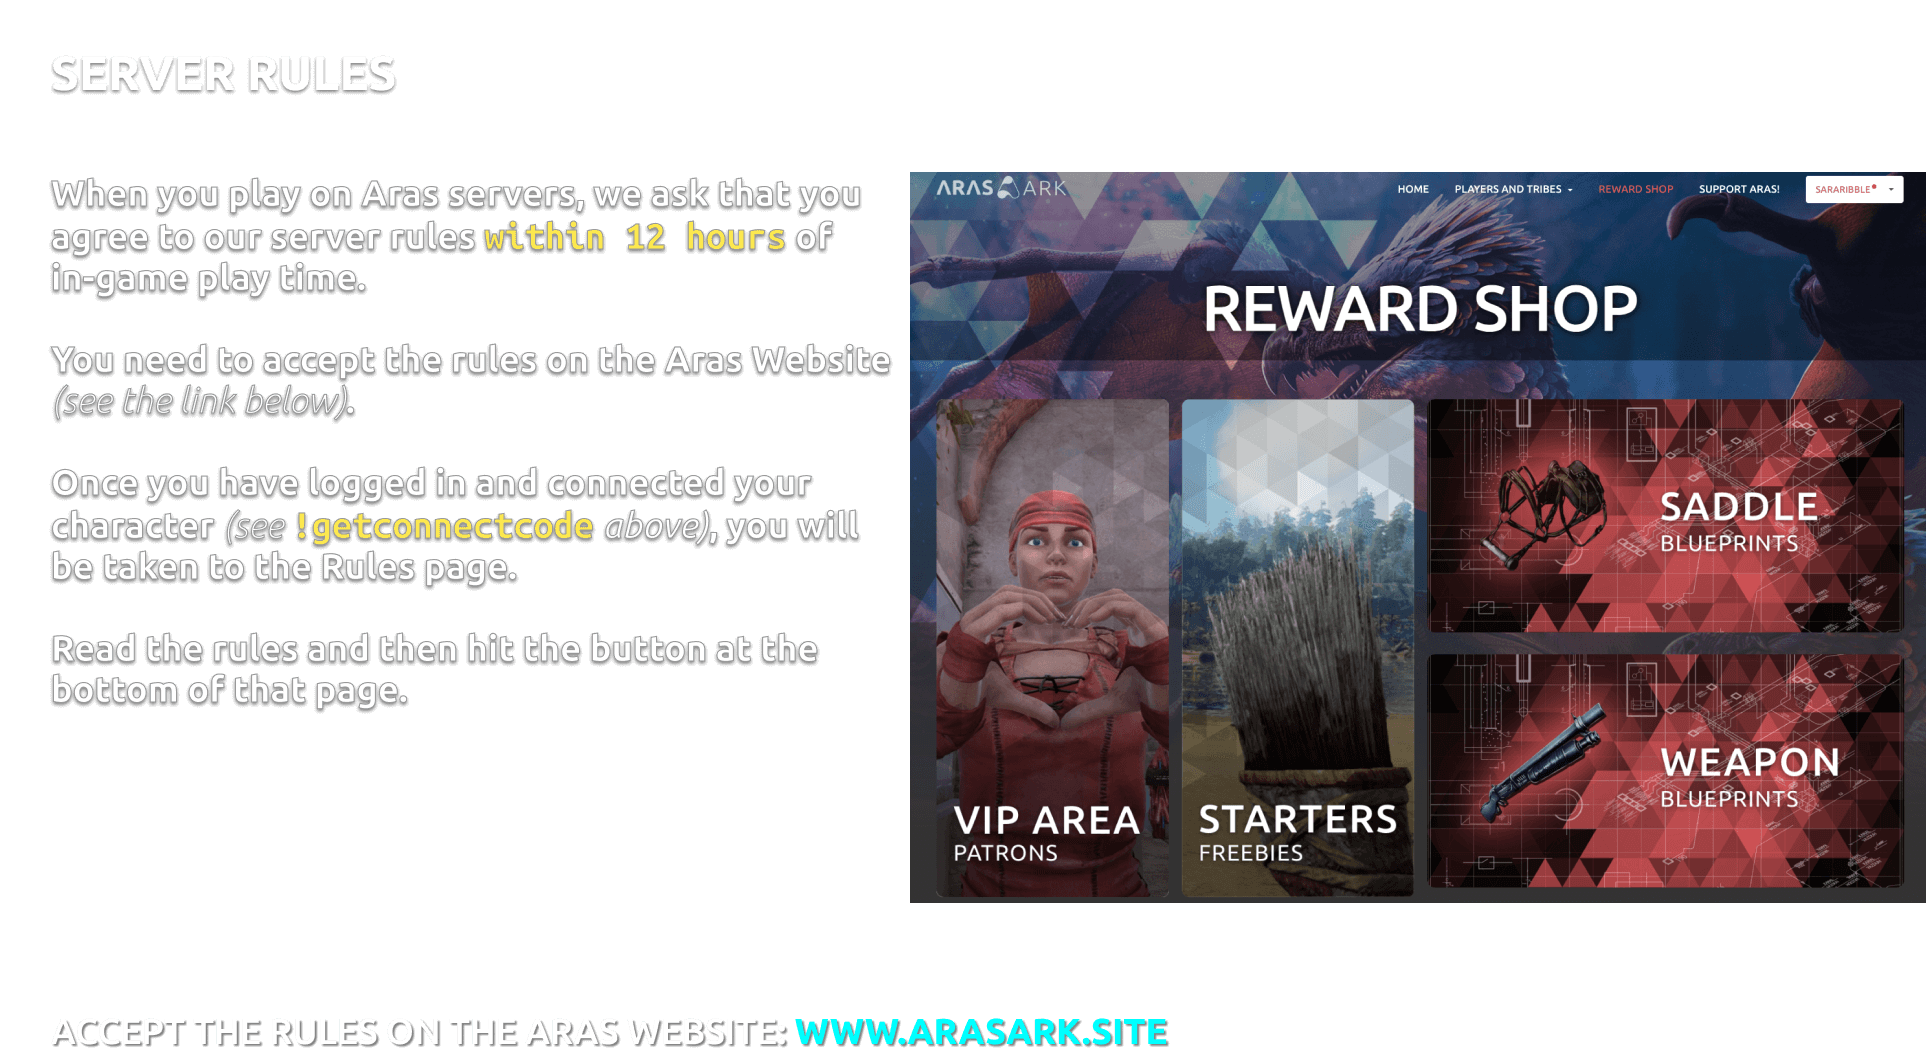 SERVER RULES
When you play on Aras servers, we ask that you
agree to our server rules within 12 hours of
in-game play time.
You need to accept the rules on the Aras Website
(see the link below).
Once you have logged in and connected your
character (see !getconnectcode above), you will
be taken to the Rules page.
Read the rules and then hit the button at the
bottom of that page.
ARAS ARK
HOME PLAYERS AND TRIBES REWARD SHOP SUPPORT ARAS! SARARIBBLE
REWARD SHOP
VIP AREA
PATRONS
STARTERS
FREEBIES
SADDLE
BLUEPRINTS
WEAPON
BLUEPRINTS
ACCEPT THE RULES ON THE ARAS WEBSITE: WWW.ARASARK.SITE